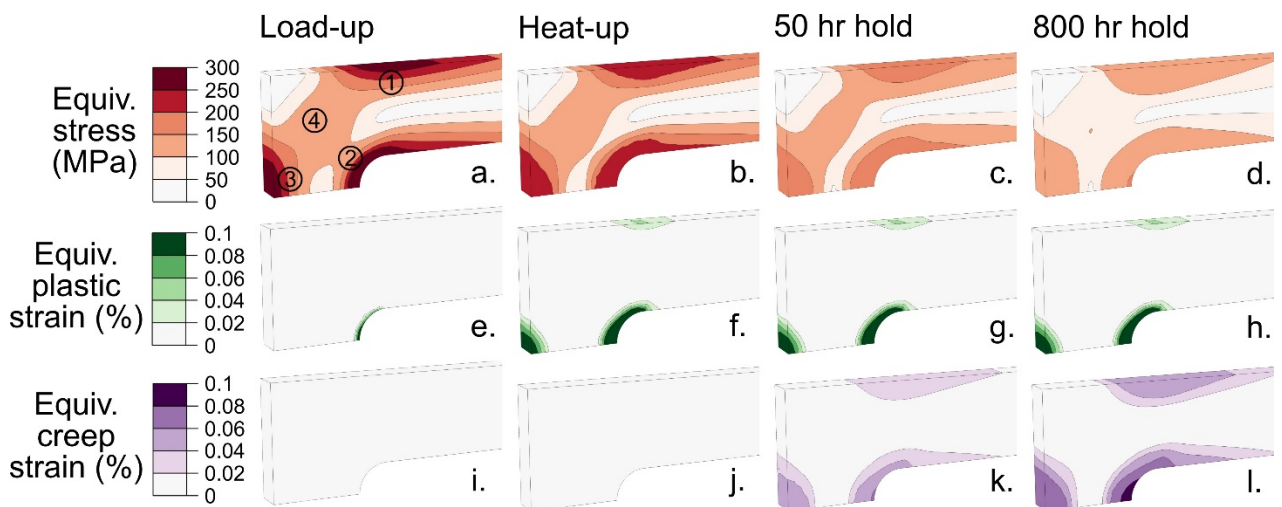 Load-up Heat-up 50 hr hold 800 hr hold
Equiv. stress (MPa)
300
250
200
150
100
50
0
① ② ③ ④
a. b. c. d.
Equiv. plastic strain (%)
0.1
0.08
0.06
0.04
0.02
0
e. f. g. h.
Equiv. creep strain (%)
0.1
0.08
0.06
0.04
0.02
0
i. j. k. l.